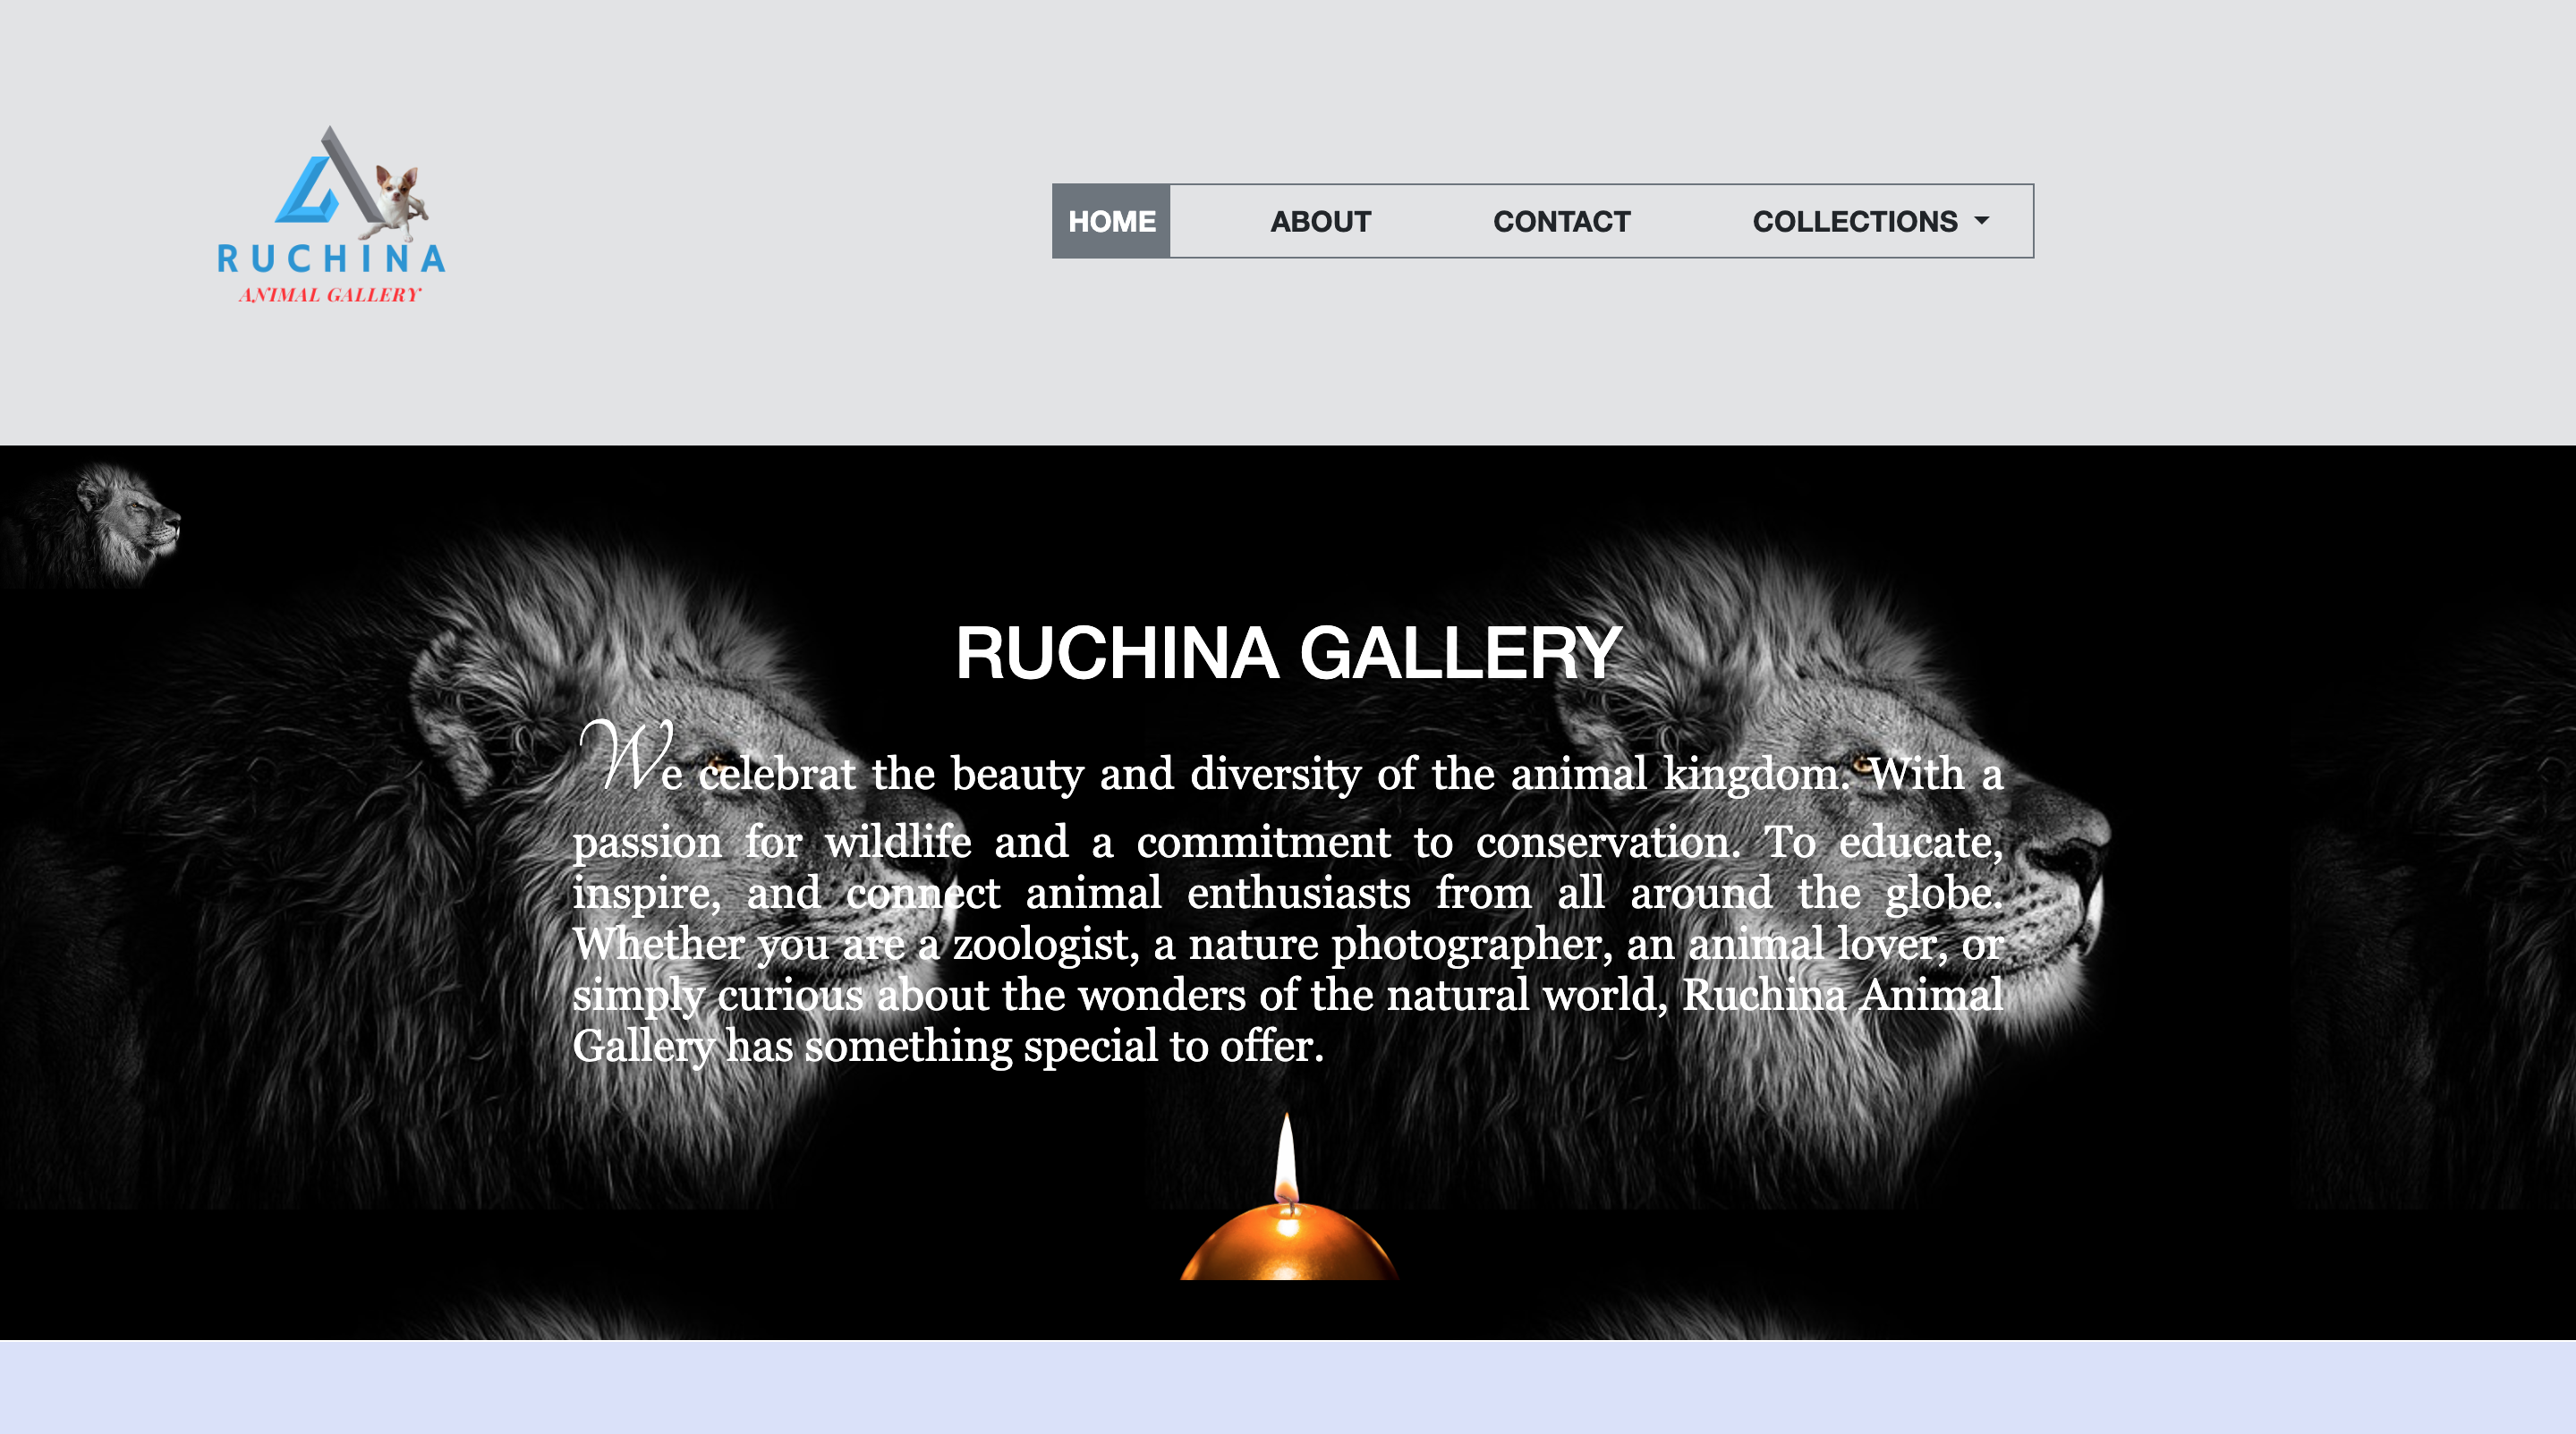 RUCHINA
ANIMAL GALLERY
HOME ABOUT CONTACT COLLECTIONS
RUCHINA GALLERY
We celebrat the beauty and diversity of the animal kingdom. With a
passion for wildlife and a commitment to conservation. To educate,
inspire, and connect animal enthusiasts from all around the globe.
Whether you are a zoologist, a nature photographer, an animal lover, or
simply curious about the wonders of the natural world, Ruchina Animal
Gallery has something special to offer.